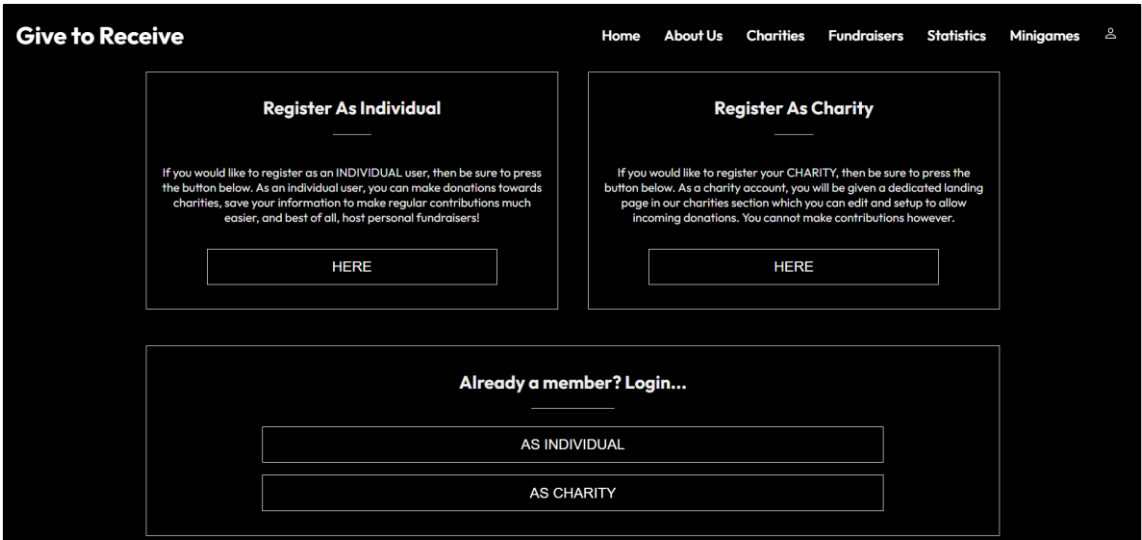 Give to Receive
Home About Us Charities Fundraisers Statistics Minigames
Register As Individual
If you would like to register as an INDIVIDUAL user, then be sure to press
the button below. As an individual user, you can make donations towards
charities, save your information to make regular contributions much
easier, and best of all, host personal fundraisers!
HERE
Register As Charity
If you would like to register your CHARITY, then be sure to press the
button below. As a charity account, you will be given a dedicated landing
page in our charities section which you can edit and setup to allow
incoming donations. You cannot make contributions however.
HERE
Already a member? Login...
AS INDIVIDUAL
AS CHARITY